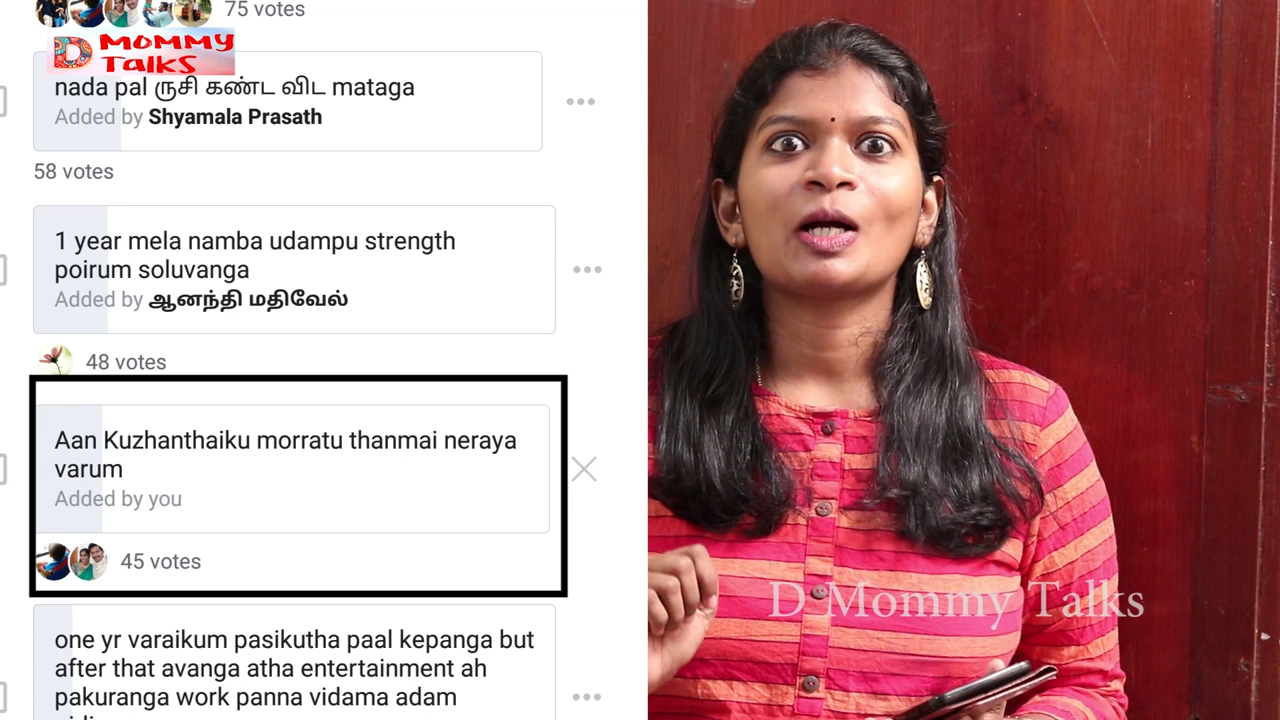 75 votes
D MOMMY
TALKS
nada pal ருசி கண்ட விட mataga
Added by Shyamala Prasath
58 votes
1 year mela namba udampu strength
poirum soluvanga
Added by ஆனந்தி மதிவேல்
48 votes
Aan Kuzhanthaiku morratu thanmai neraya
varum
Added by you
45 votes
one yr varaikum pasikutha paal kepanga but
after that avanga atha entertainment ah
pakuranga work panna vidama adam
D Mommy Talks